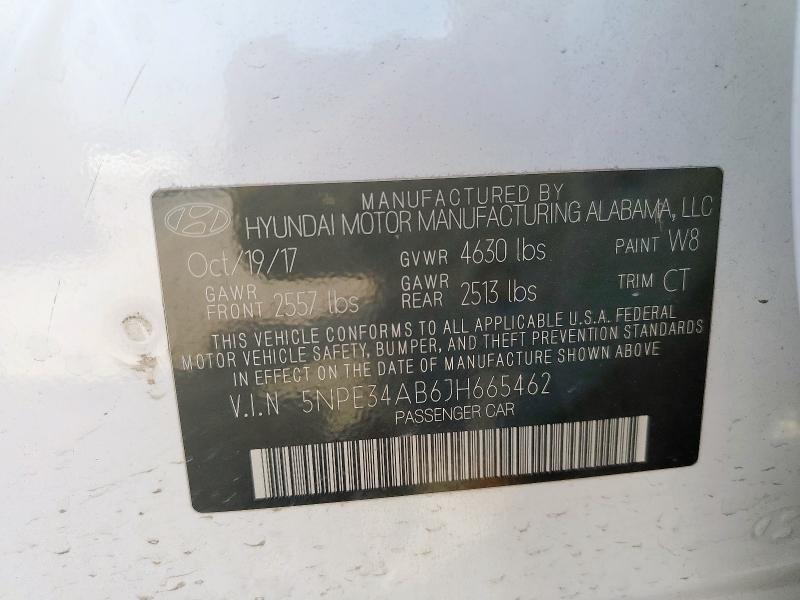 MANUFACTURED BY
HYUNDAI MOTOR MANUFACTURING ALABAMA, LLC
Oct/19/17 GVWR 4630 lbs PAINT W8
GAWR FRONT 2557 lbs GAWR REAR 2513 lbs TRIM CT
THIS VEHICLE CONFORMS TO ALL APPLICABLE U.S.A. FEDERAL
MOTOR VEHICLE SAFETY, BUMPER, AND THEFT PREVENTION STANDARDS
IN EFFECT ON THE DATE OF MANUFACTURE SHOWN ABOVE
V.I.N 5NPE34AB6JH665462
PASSENGER CAR